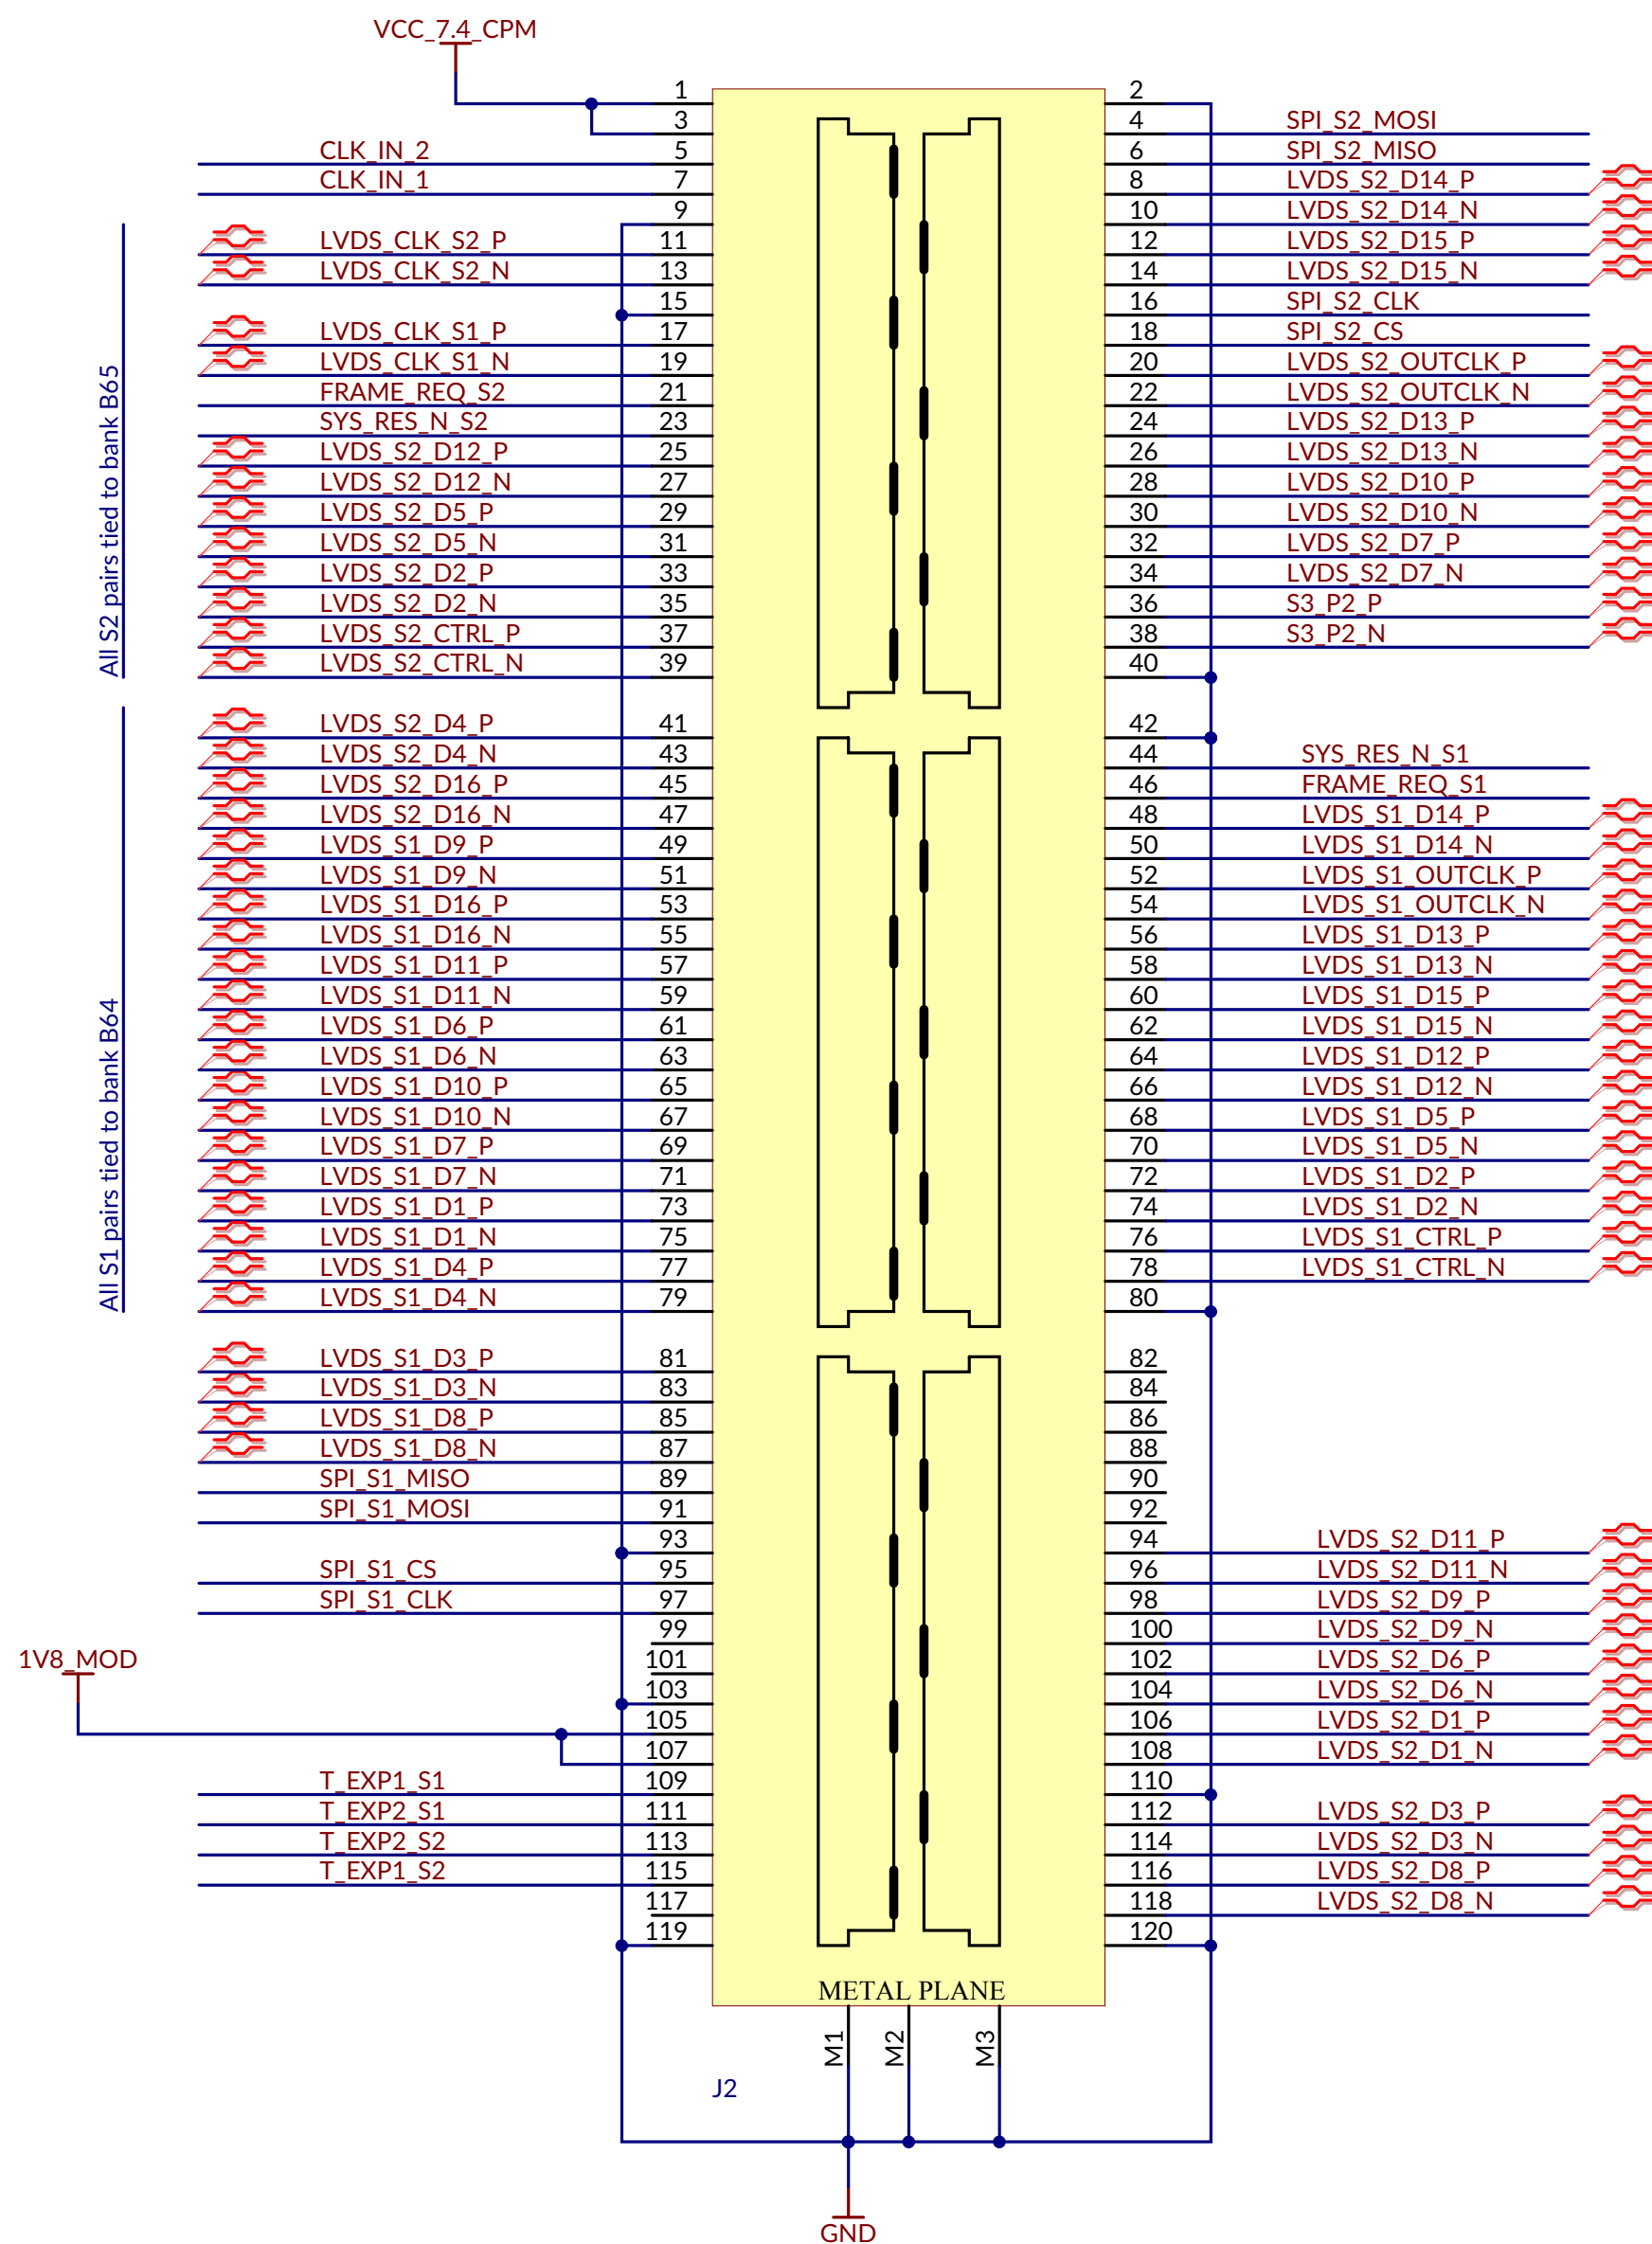 VCC_7.4_CPM
1 2
3 4 SPI_S2_MOSI
CLK_IN_2 5 6 SPI_S2_MISO
CLK_IN_1 7 8 LVDS_S2_D14_P
9 10 LVDS_S2_D14_N
LVDS_CLK_S2_P 11 12 LVDS_S2_D15_P
LVDS_CLK_S2_N 13 14 LVDS_S2_D15_N
15 16 SPI_S2_CLK
LVDS_CLK_S1_P 17 18 SPI_S2_CS
LVDS_CLK_S1_N 19 20 LVDS_S2_OUTCLK_P
FRAME_REQ_S2 21 22 LVDS_S2_OUTCLK_N
SYS_RES_N_S2 23 24 LVDS_S2_D13_P
LVDS_S2_D12_P 25 26 LVDS_S2_D13_N
LVDS_S2_D12_N 27 28 LVDS_S2_D10_P
LVDS_S2_D5_P 29 30 LVDS_S2_D10_N
LVDS_S2_D5_N 31 32 LVDS_S2_D7_P
LVDS_S2_D2_P 33 34 LVDS_S2_D7_N
LVDS_S2_D2_N 35 36 S3_P2_P
LVDS_S2_CTRL_P 37 38 S3_P2_N
LVDS_S2_CTRL_N 39 40
All S2 pairs tied to bank B65
LVDS_S2_D4_P 41 42
LVDS_S2_D4_N 43 44 SYS_RES_N_S1
LVDS_S2_D16_P 45 46 FRAME_REQ_S1
LVDS_S2_D16_N 47 48 LVDS_S1_D14_P
LVDS_S1_D9_P 49 50 LVDS_S1_D14_N
LVDS_S1_D9_N 51 52 LVDS_S1_OUTCLK_P
LVDS_S1_D16_P 53 54 LVDS_S1_OUTCLK_N
LVDS_S1_D16_N 55 56 LVDS_S1_D13_P
LVDS_S1_D11_P 57 58 LVDS_S1_D13_N
LVDS_S1_D11_N 59 60 LVDS_S1_D15_P
LVDS_S1_D6_P 61 62 LVDS_S1_D15_N
LVDS_S1_D6_N 63 64 LVDS_S1_D12_P
LVDS_S1_D10_P 65 66 LVDS_S1_D12_N
LVDS_S1_D10_N 67 68 LVDS_S1_D5_P
LVDS_S1_D7_P 69 70 LVDS_S1_D5_N
LVDS_S1_D7_N 71 72 LVDS_S1_D2_P
LVDS_S1_D1_P 73 74 LVDS_S1_D2_N
LVDS_S1_D1_N 75 76 LVDS_S1_CTRL_P
LVDS_S1_D4_P 77 78 LVDS_S1_CTRL_N
LVDS_S1_D4_N 79 80
All S1 pairs tied to bank B64
LVDS_S1_D3_P 81 82
LVDS_S1_D3_N 83 84
LVDS_S1_D8_P 85 86
LVDS_S1_D8_N 87 88
SPI_S1_MISO 89 90
SPI_S1_MOSI 91 92
93 94 LVDS_S2_D11_P
SPI_S1_CS 95 96 LVDS_S2_D11_N
SPI_S1_CLK 97 98 LVDS_S2_D9_P
99 100 LVDS_S2_D9_N
1V8_MOD 101 102 LVDS_S2_D6_P
103 104 LVDS_S2_D6_N
105 106 LVDS_S2_D1_P
107 108 LVDS_S2_D1_N
T_EXP1_S1 109 110
T_EXP2_S1 111 112 LVDS_S2_D3_P
T_EXP2_S2 113 114 LVDS_S2_D3_N
T_EXP1_S2 115 116 LVDS_S2_D8_P
117 118 LVDS_S2_D8_N
119 120
METAL PLANE
M1 M2 M3
J2
GND